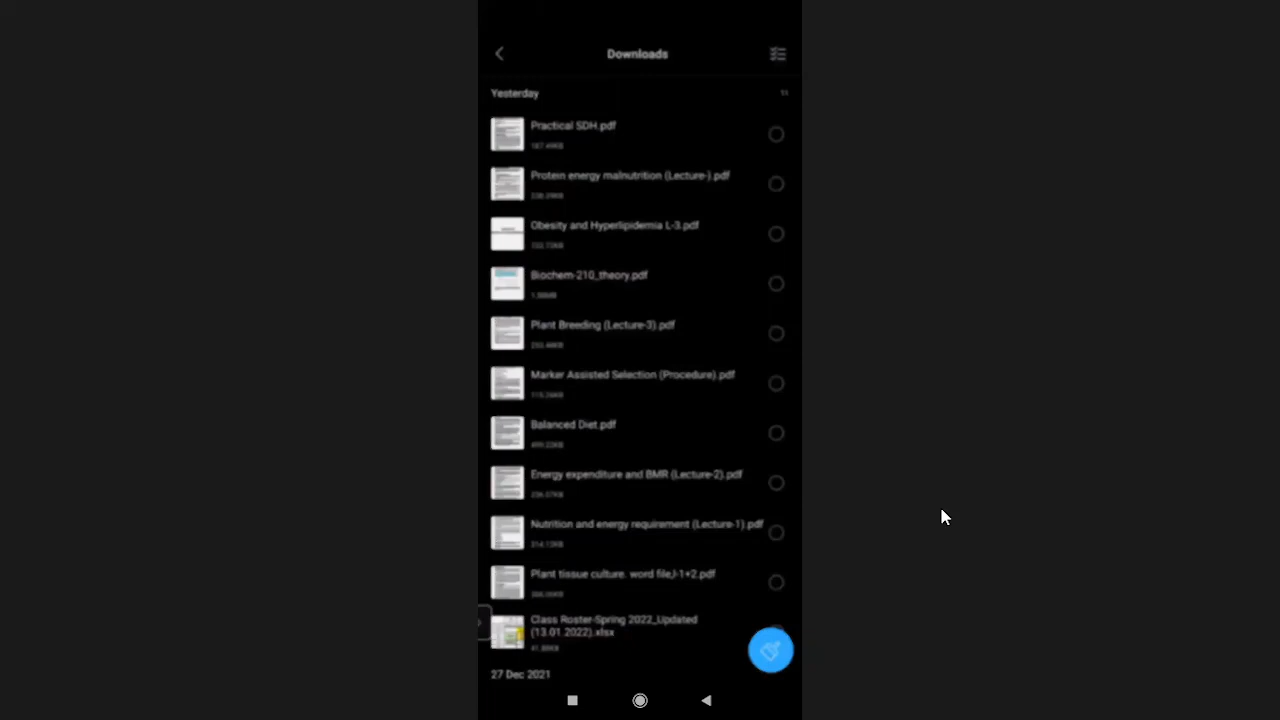 Downloads
Yesterday
11
Practical SDH.pdf
187.49KB
Protein energy malnutrition (Lecture-).pdf
Obesity and Hyperlipidemia L-3.pdf
Biochem-210_theory.pdf
Plant Breeding (Lecture-3).pdf
Marker Assisted Selection (Procedure).pdf
Balanced Diet.pdf
Energy expenditure and BMR (Lecture-2).pdf
Nutrition and energy requirement (Lecture-1).pdf
Plant tissue culture. word file,l-1+2.pdf
Class Roster-Spring 2022_Updated
(13.01.2022).xlsx
27 Dec 2021